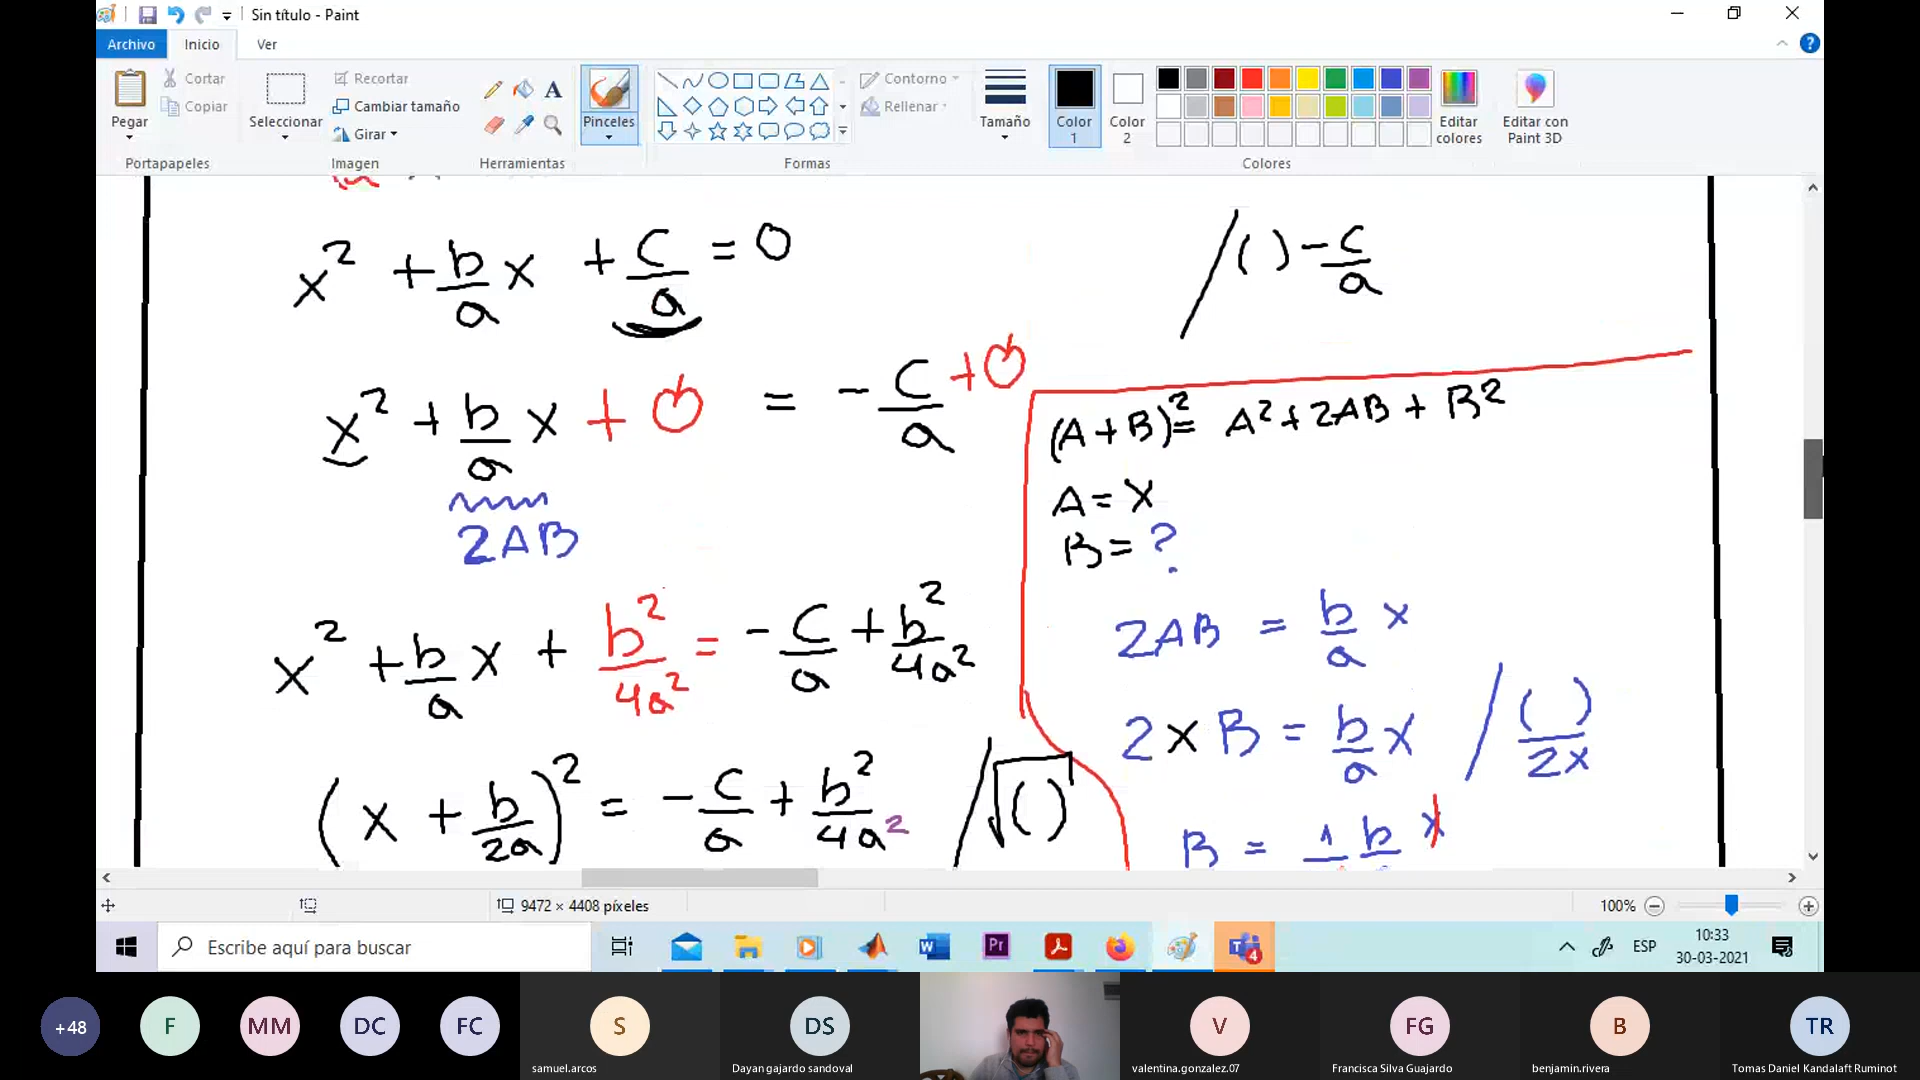 Sin título - Paint
Archivo Inicio Ver
Pegar
Cortar
Copiar
Portapapeles
Seleccionar
Recortar
Cambiar tamaño
Girar
Imagen
A
Herramientas
Pinceles
Contorno
Rellenar
Formas
Tamaño
Color 1
Color 2
Editar colores
Editar con Paint 3D
Colores
x² + b/a x + c/a = 0
/ ( ) - c/a
x² + b/a x + ⏀ = - c/a + ⏀
2AB
x² + b/a x + b²/4a² = - c/a + b²/4a²
(x + b/2a)² = - c/a + b²/4a²
/ √( )
(A + B)² = A² + 2AB + B²
A = x
B = ?
2AB = b/a x
2 x B = b/a x / ( )/2x
B = 1 b x
9472 × 4408 píxeles
100%
Escribe aquí para buscar
W
Pr
4
ESP
10:33
30-03-2021
+48
F
MM
DC
FC
S
samuel.arcos
DS
Dayan gajardo sandoval
V
valentina.gonzalez.07
FG
Francisca Silva Guajardo
B
benjamin.rivera
TR
Tomas Daniel Kandalaft Ruminot